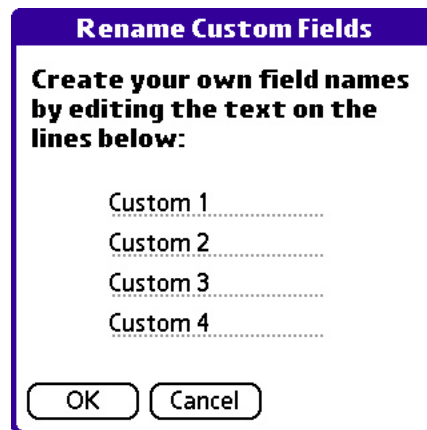 Rename Custom Fields
Create your own field names
by editing the text on the
lines below:
Custom 1
Custom 2
Custom 3
Custom 4
OK Cancel